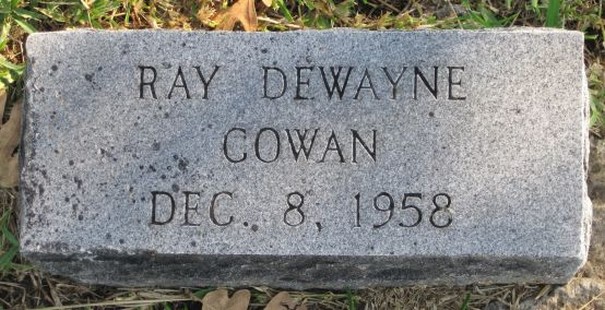 RAY DEWAYNE
COWAN
DEC. 8, 1958